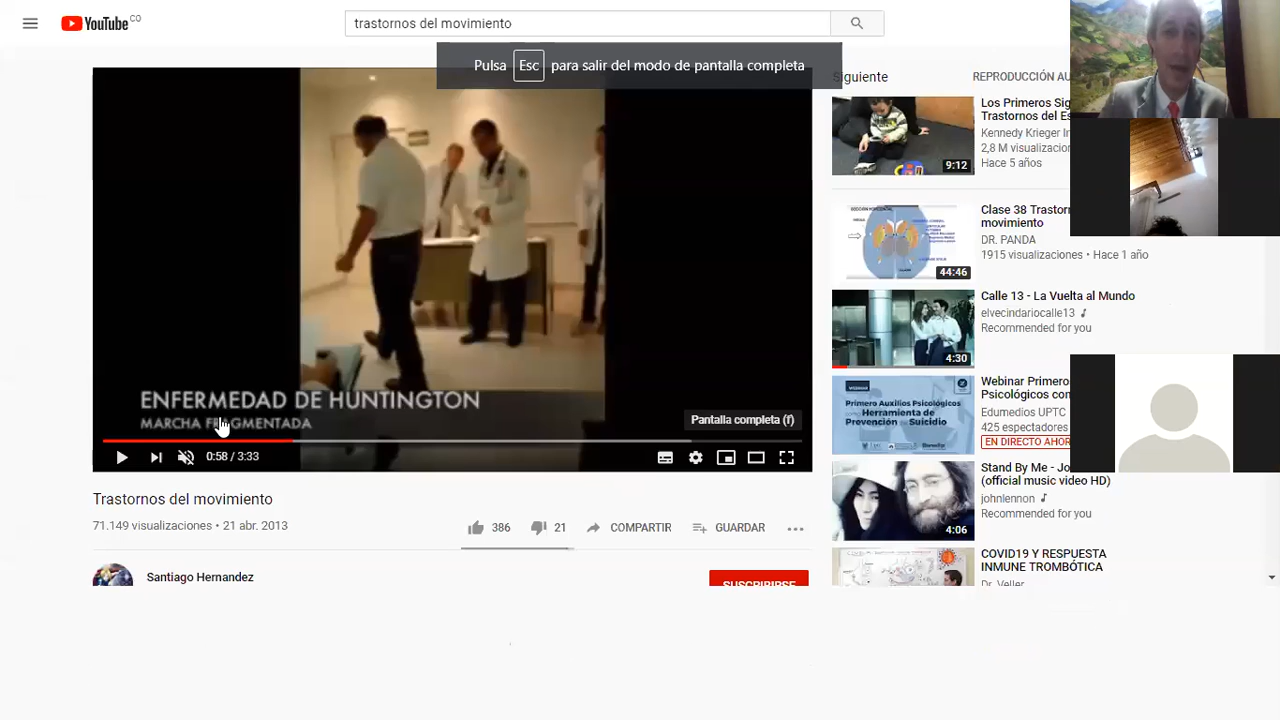 YouTube CO
trastornos del movimiento
Pulsa Esc para salir del modo de pantalla completa
ENFERMEDAD DE HUNTINGTON
MARCHA FRAGMENTADA
Pantalla completa (f)
0:58 / 3:33
Trastornos del movimiento
71.149 visualizaciones • 21 abr. 2013
386
21
COMPARTIR
GUARDAR
Santiago Hernandez
SUSCRIBIRSE
Siguiente
REPRODUCCIÓN AU
9:12
Los Primeros Sig
Trastornos del Es
Kennedy Krieger In
2,8 M visualizacion
Hace 5 años
44:46
Clase 38 Trastorn
movimiento
DR. PANDA
1915 visualizaciones • Hace 1 año
4:30
Calle 13 - La Vuelta al Mundo
elvecindariocalle13
Recommended for you
WEBINAR
Primero Auxilios Psicológicos
como Herramienta de
Prevención del Suicidio
Webinar Primeros
Psicológicos com
Edumedios UPTC
425 espectadores
EN DIRECTO AHOR
4:06
Stand By Me - Jo
(official music video HD)
johnlennon
Recommended for you
COVID19 Y RESPUESTA
INMUNE TROMBÓTICA
Dr. Veller